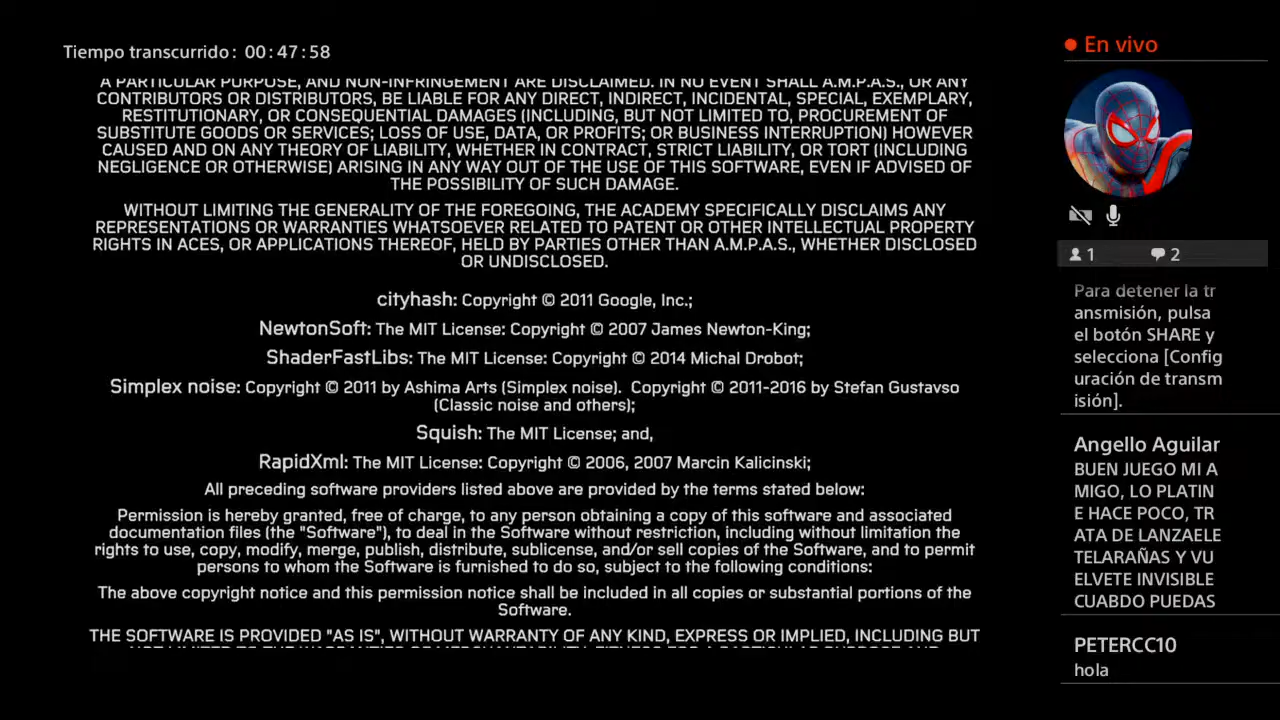 Tiempo transcurrido: 00:47:58
A PARTICULAR PURPOSE, AND NON-INFRINGEMENT ARE DISCLAIMED. IN NO EVENT SHALL A.M.P.A.S., OR ANY
CONTRIBUTORS OR DISTRIBUTORS, BE LIABLE FOR ANY DIRECT, INDIRECT, INCIDENTAL, SPECIAL, EXEMPLARY,
RESTITUTIONARY, OR CONSEQUENTIAL DAMAGES (INCLUDING, BUT NOT LIMITED TO, PROCUREMENT OF
SUBSTITUTE GOODS OR SERVICES; LOSS OF USE, DATA, OR PROFITS; OR BUSINESS INTERRUPTION) HOWEVER
CAUSED AND ON ANY THEORY OF LIABILITY, WHETHER IN CONTRACT, STRICT LIABILITY, OR TORT (INCLUDING
NEGLIGENCE OR OTHERWISE) ARISING IN ANY WAY OUT OF THE USE OF THIS SOFTWARE, EVEN IF ADVISED OF
THE POSSIBILITY OF SUCH DAMAGE.
WITHOUT LIMITING THE GENERALITY OF THE FOREGOING, THE ACADEMY SPECIFICALLY DISCLAIMS ANY
REPRESENTATIONS OR WARRANTIES WHATSOEVER RELATED TO PATENT OR OTHER INTELLECTUAL PROPERTY
RIGHTS IN ACES, OR APPLICATIONS THEREOF, HELD BY PARTIES OTHER THAN A.M.P.A.S., WHETHER DISCLOSED
OR UNDISCLOSED.
cityhash: Copyright © 2011 Google, Inc.;
NewtonSoft: The MIT License: Copyright © 2007 James Newton-King;
ShaderFastLibs: The MIT License: Copyright © 2014 Michal Drobot;
Simplex noise: Copyright © 2011 by Ashima Arts (Simplex noise).  Copyright © 2011-2016 by Stefan Gustavso
(Classic noise and others);
Squish: The MIT License; and,
RapidXml: The MIT License: Copyright © 2006, 2007 Marcin Kalicinski;
All preceding software providers listed above are provided by the terms stated below:
Permission is hereby granted, free of charge, to any person obtaining a copy of this software and associated
documentation files (the "Software"), to deal in the Software without restriction, including without limitation the
rights to use, copy, modify, merge, publish, distribute, sublicense, and/or sell copies of the Software, and to permit
persons to whom the Software is furnished to do so, subject to the following conditions:
The above copyright notice and this permission notice shall be included in all copies or substantial portions of the
Software.
THE SOFTWARE IS PROVIDED "AS IS", WITHOUT WARRANTY OF ANY KIND, EXPRESS OR IMPLIED, INCLUDING BUT
En vivo
1
2
Para detener la tr
ansmisión, pulsa
el botón SHARE y
selecciona [Config
uración de transm
isión].
Angello Aguilar
BUEN JUEGO MI A
MIGO, LO PLATIN
E HACE POCO, TR
ATA DE LANZAELE
TELARAÑAS Y VU
ELVETE INVISIBLE
CUABDO PUEDAS
PETERCC10
hola